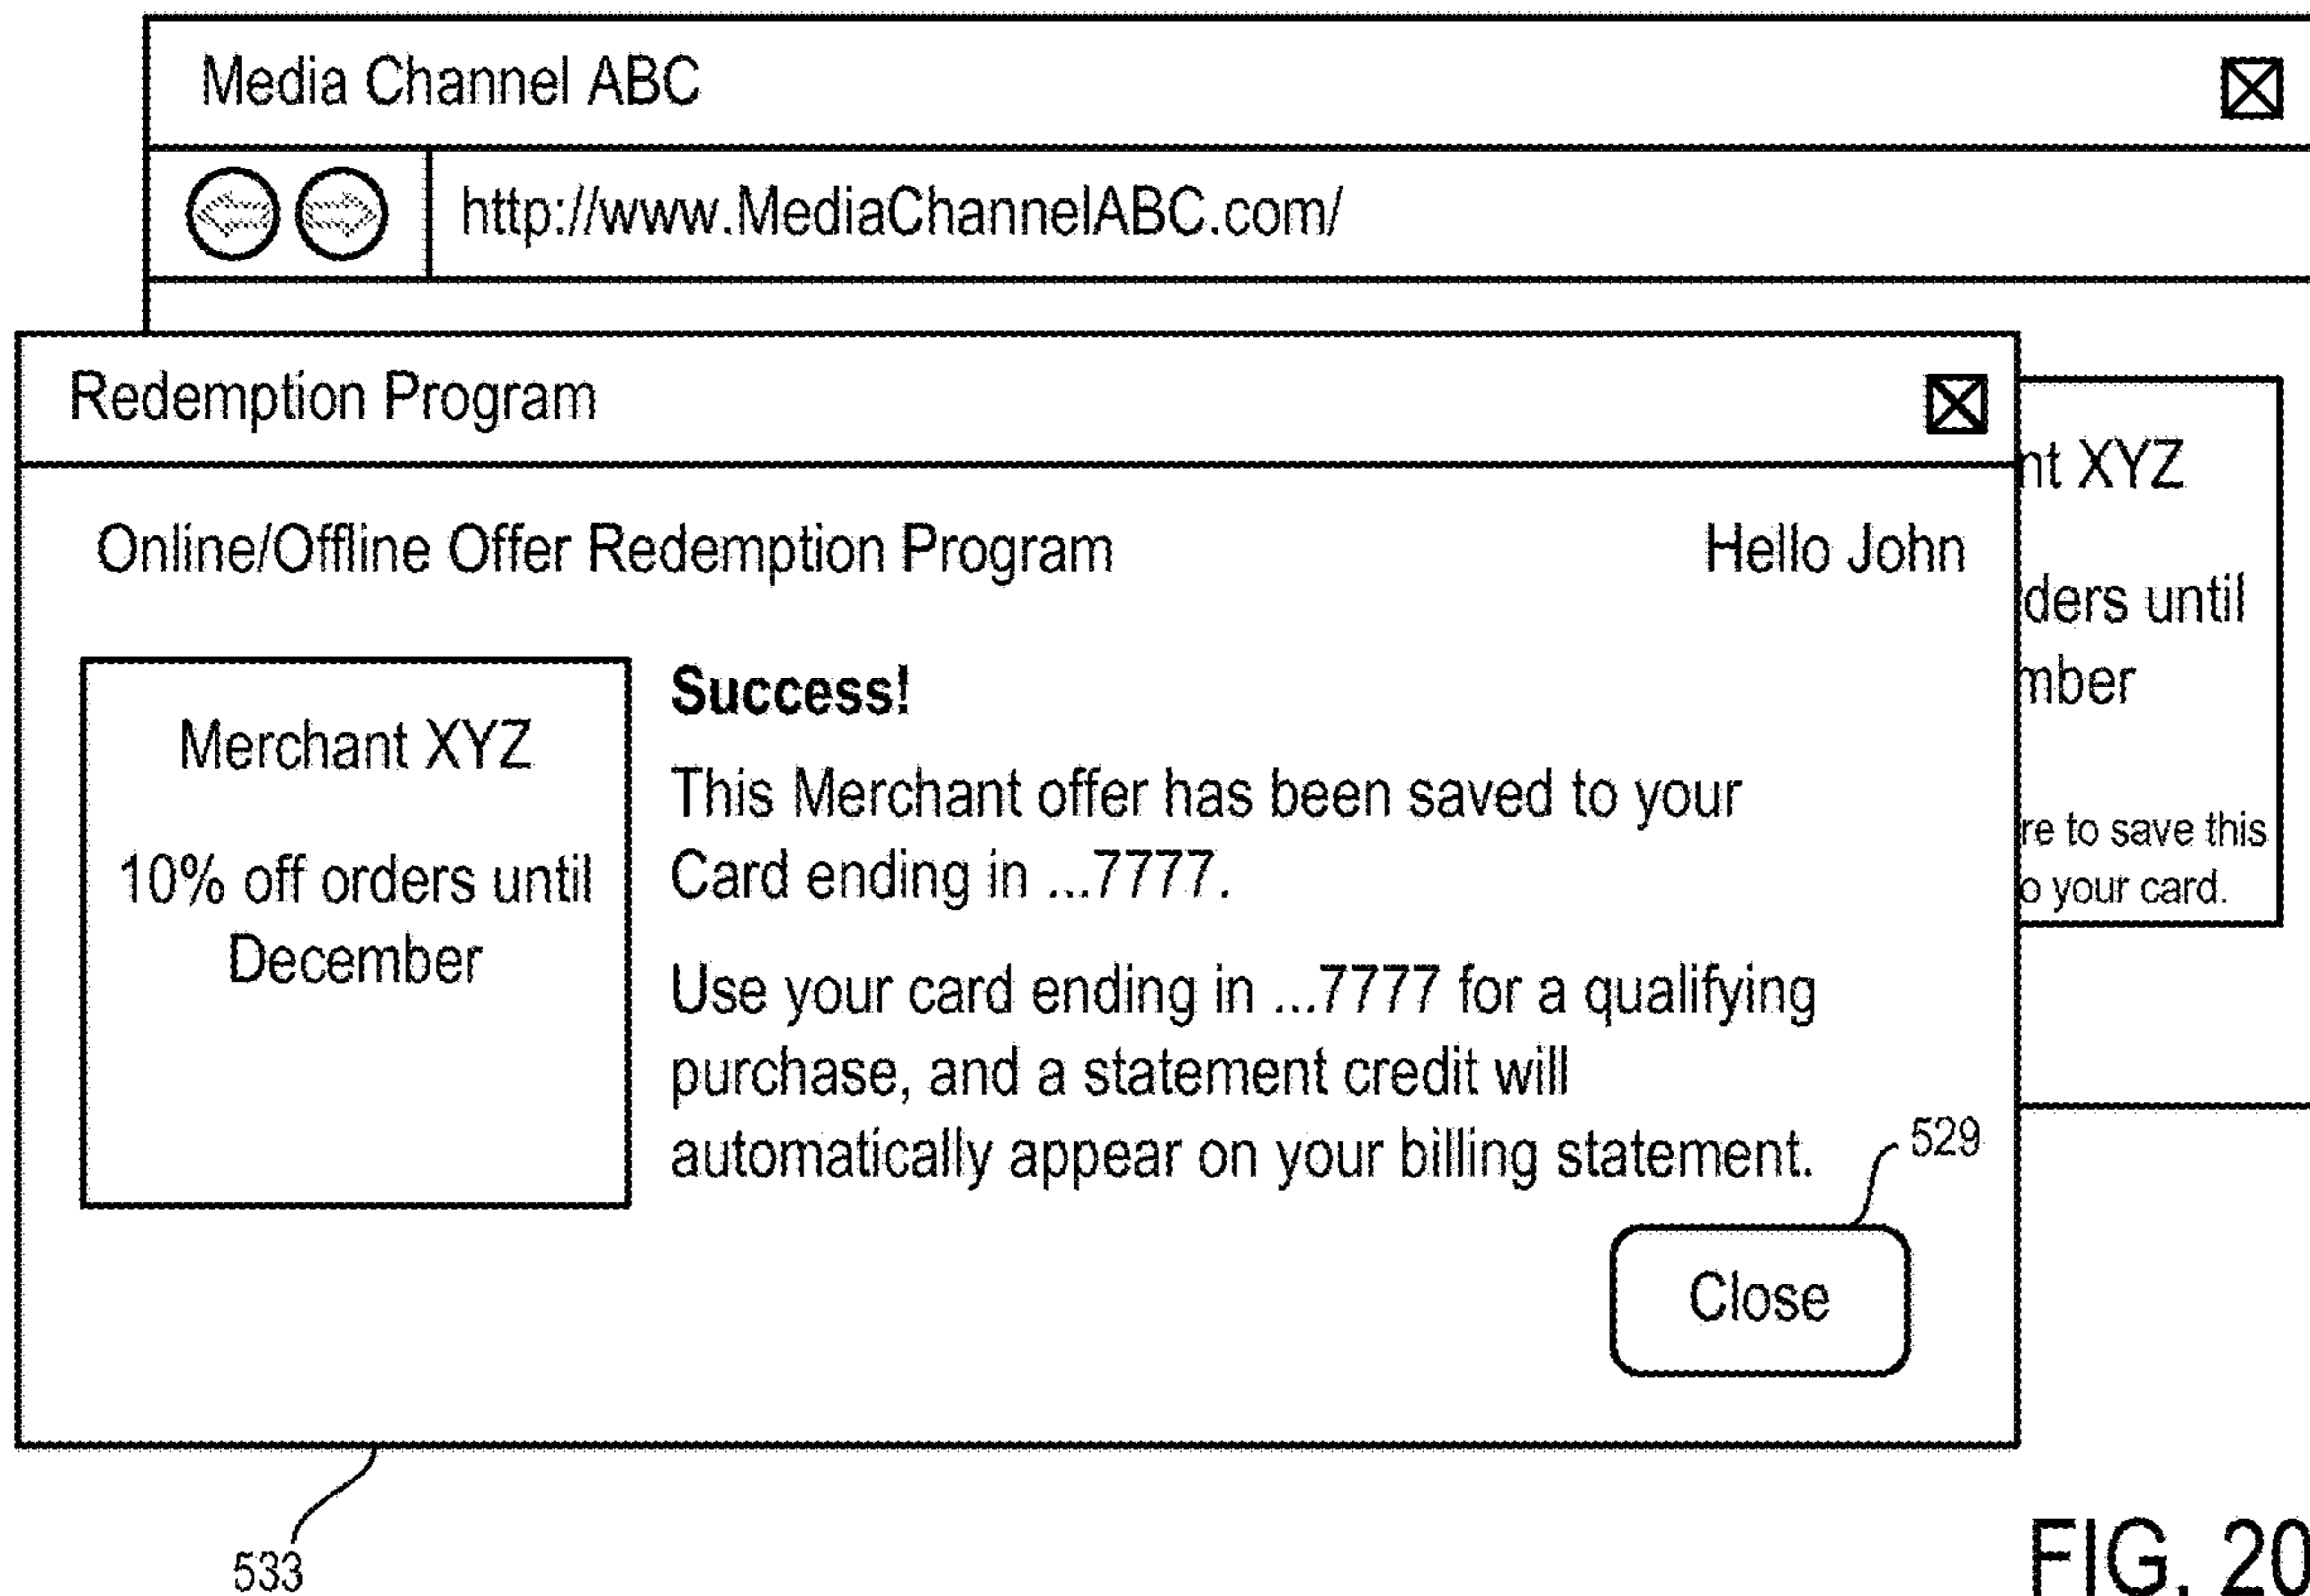 Media Channel ABC
http://www.MediaChannelABC.com/
Redemption Program
Online/Offline Offer Redemption Program
Hello John
Merchant XYZ
10% off orders until
December
Success!
This Merchant offer has been saved to your
Card ending in ...7777.
Use your card ending in ...7777 for a qualifying
purchase, and a statement credit will
automatically appear on your billing statement.
529
Close
nt XYZ
ders until
mber
re to save this
o your card.
533
FIG. 20